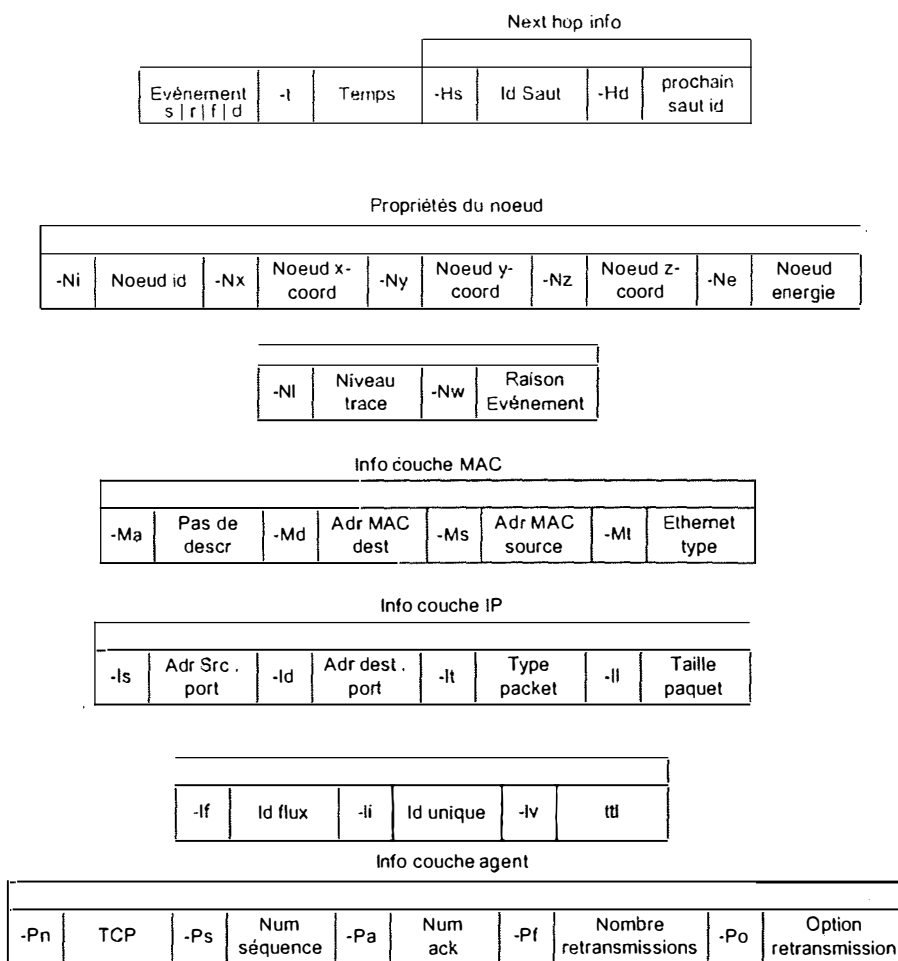 Next hop info
Evénement s | r | f | d -t Temps -Hs Id Saut -Hd prochain saut id
Propriétés du noeud
-Ni Noeud id -Nx Noeud x-coord -Ny Noeud y-coord -Nz Noeud z-coord -Ne Noeud energie
-Nl Niveau trace -Nw Raison Evénement
Info couche MAC
-Ma Pas de descr -Md Adr MAC dest -Ms Adr MAC source -Mt Ethernet type
Info couche IP
-Is Adr Src . port -Id Adr dest . port -It Type packet -Il Taille paquet
-If Id flux -Ii Id unique -Iv ttl
Info couche agent
-Pn TCP -Ps Num séquence -Pa Num ack -Pf Nombre retransmissions -Po Option retransmission